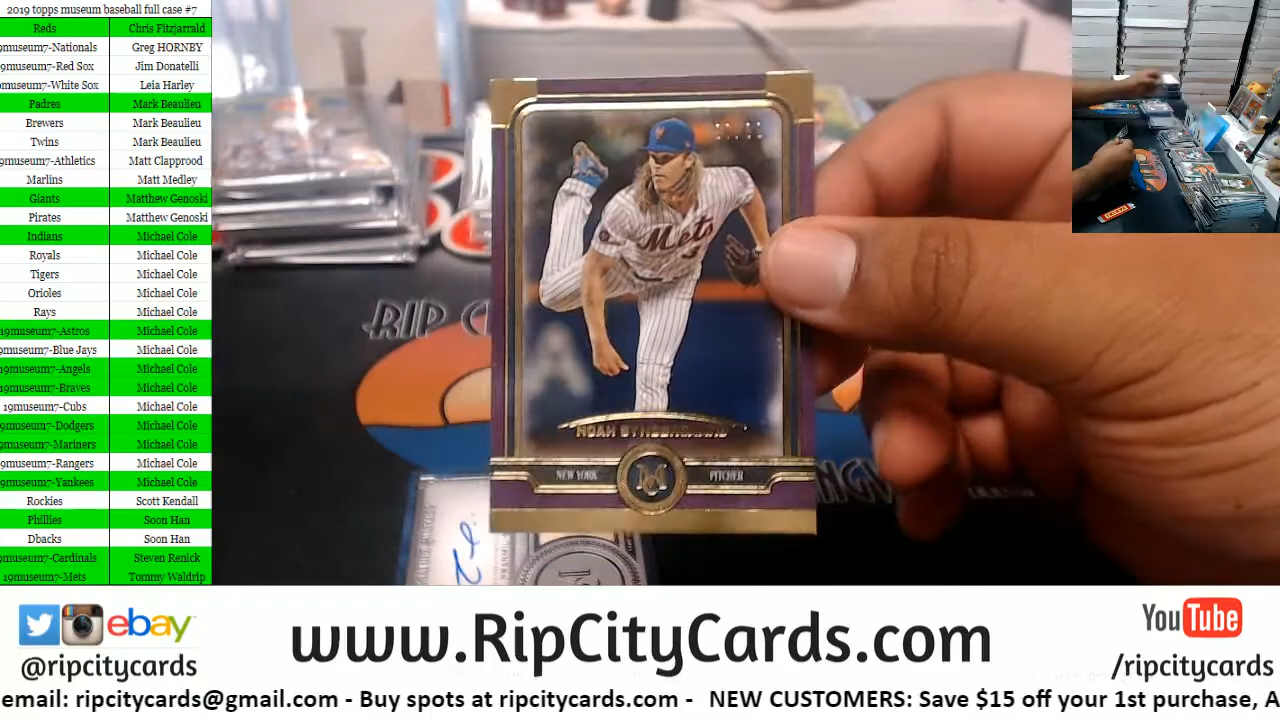 2019 topps museum baseball full case #7
Reds Chris Fitzjarrald
9museum7-Nationals Greg HORNBY
9museum7-Red Sox Jim Donatelli
museum7-White Sox Leia Harley
Padres Mark Beaulieu
Brewers Mark Beaulieu
Twins Mark Beaulieu
9museum7-Athletics Matt Clapprood
Marlins Matt Medley
Giants Matthew Genoski
Pirates Matthew Genoski
Indians Michael Cole
Royals Michael Cole
Tigers Michael Cole
Orioles Michael Cole
Rays Michael Cole
19museum7-Astros Michael Cole
19museum7-Blue Jays Michael Cole
19museum7-Angels Michael Cole
19museum7-Braves Michael Cole
19museum7-Cubs Michael Cole
9museum7-Dodgers Michael Cole
9museum7-Mariners Michael Cole
9museum7-Rangers Michael Cole
9museum7-Yankees Michael Cole
Rockies Scott Kendall
Phillies Soon Han
Dbacks Soon Han
9museum7-Cardinals Steven Renick
19museum7-Mets Tommy Waldrip
Mets
RIP C
NOAH SYNDERGAARD
NEW YORK M PITCHER
ebay
@ripcitycards
www.RipCityCards.com
YouTube
/ripcitycards
email: ripcitycards@gmail.com - Buy spots at ripcitycards.com - NEW CUSTOMERS: Save $15 off your 1st purchase, A